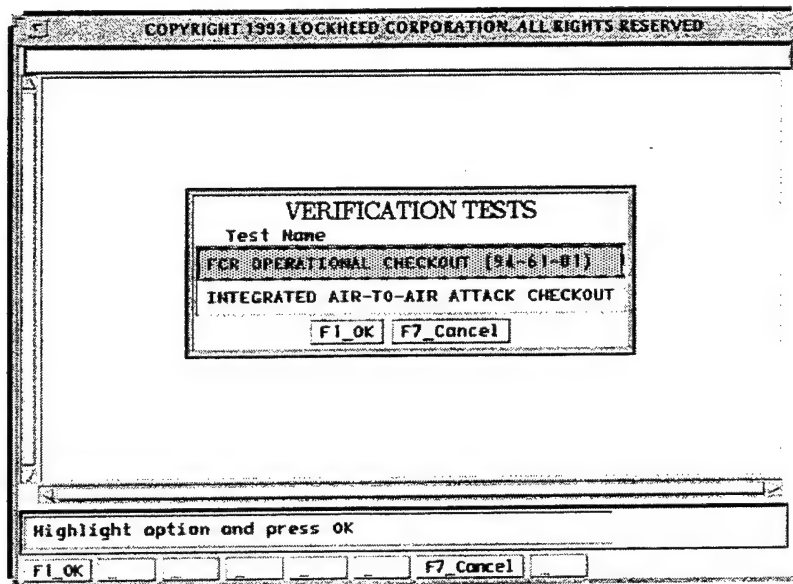 COPYRIGHT 1993 LOCKHEED CORPORATION. ALL RIGHTS RESERVED
VERIFICATION TESTS
Test Name
FCR OPERATIONAL CHECKOUT (94-61-01)
INTEGRATED AIR-TO-AIR ATTACK CHECKOUT
F1_OK F7_Cancel
Highlight option and press OK
F1_OK _ _ _ _ _ F7_Cancel _